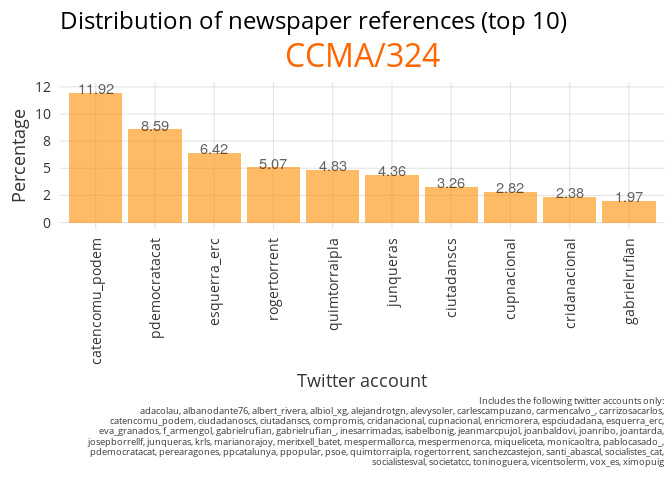 Distribution of newspaper references (top 10)
CCMA/324
Percentage
12
10
8
5
2
0
11.92
8.59
6.42
5.07
4.83
4.36
3.26
2.82
2.38
1.97
catencomu_podem
pdemocratacat
esquerra_erc
rogertorrent
quimtorraipla
junqueras
ciutadanscs
cupnacional
cridanacional
gabrielrufian
Twitter account
Includes the following twitter accounts only:
adacolau, albanodante76, albert_rivera, albiol_xg, alejandrotgn, alevysoler, carlescampuzano, carmencalvo_, carrizosacarlos,
catencomu_podem, ciudadanoscs, ciutadanscs, compromis, cridanacional, cupnacional, enricmorera, espciudadana, esquerra_erc,
eva_granados, f_armengol, gabrielrufian, gabrielrufian_, inesarrimadas, isabelbonig, jeanmarcpujol, joanbaldovi, joanribo, joantarda,
josepborrellf, junqueras, krls, marianorajoy, meritxell_batet, mespermallorca, mespermenorca, miqueliceta, monicaoltra, pablocasado_,
pdemocratacat, perearagones, ppcatalunya, ppopular, psoe, quimtorraipla, rogertorrent, sanchezcastejon, santi_abascal, socialistes_cat,
socialistesval, societatcc, toninoguera, vicentsolerm, vox_es, ximopuig